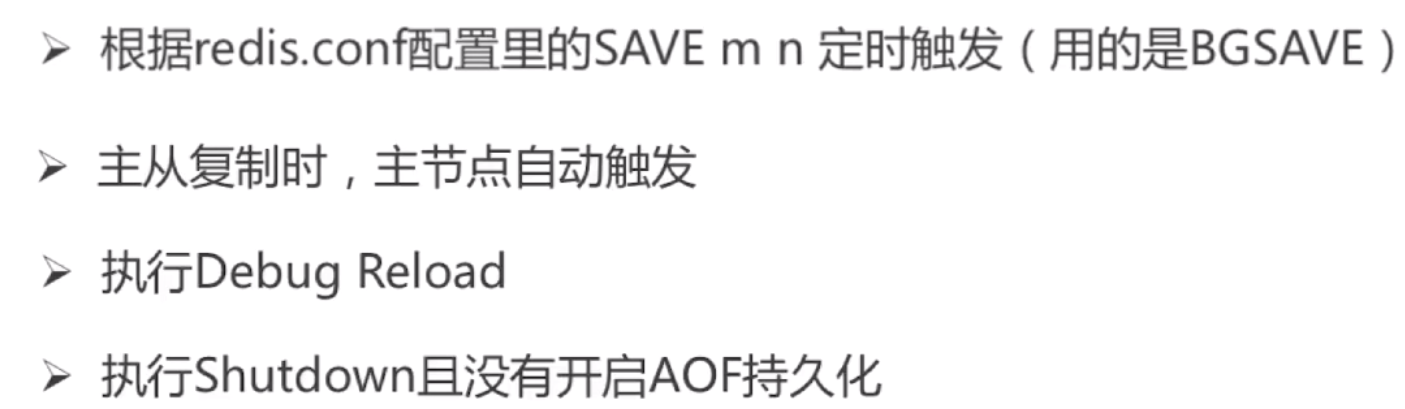 ➢ 根据redis.conf配置里的SAVE m n 定时触发（用的是BGSAVE）
➢ 主从复制时，主节点自动触发
➢ 执行Debug Reload
➢ 执行Shutdown且没有开启AOF持久化